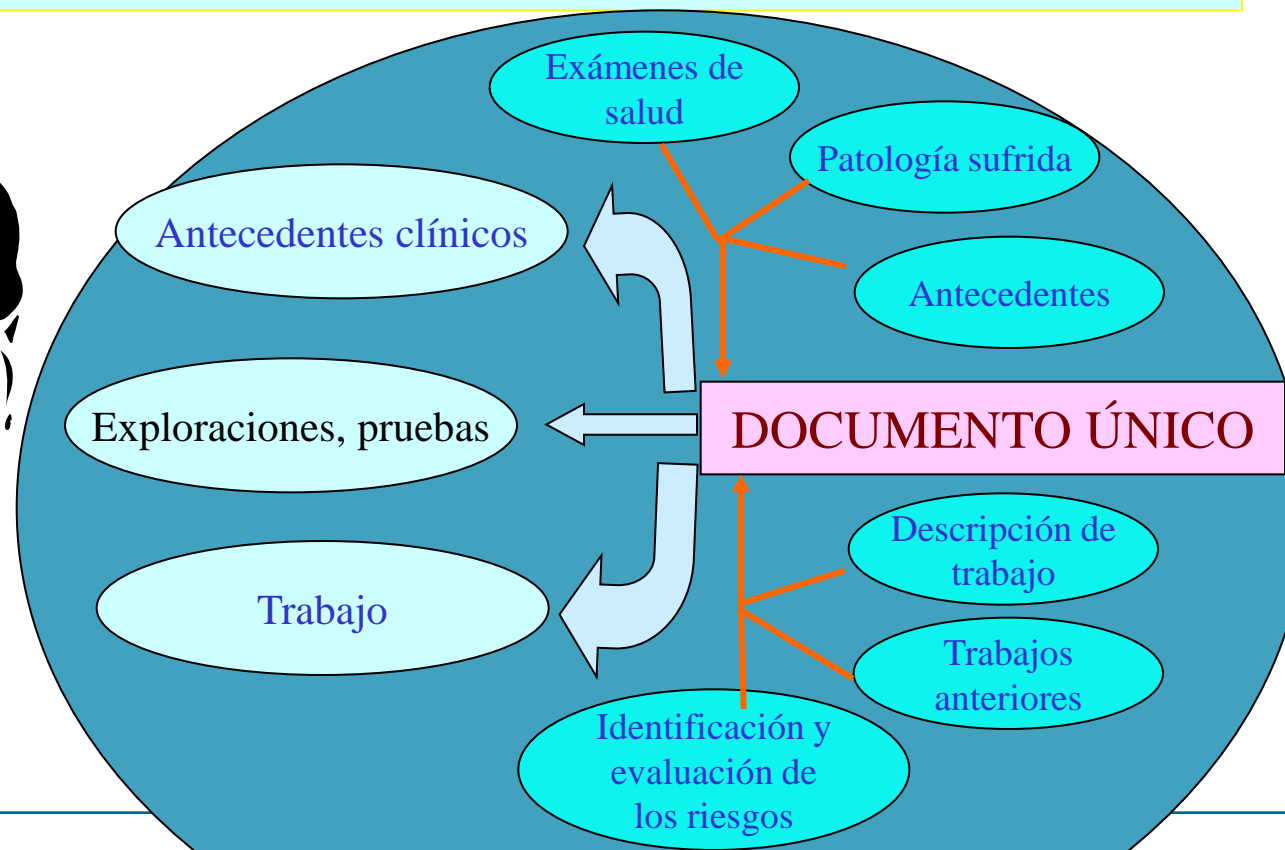 Exámenes de
salud
Patología sufrida
Antecedentes clínicos
Antecedentes
Exploraciones, pruebas
DOCUMENTO ÚNICO
Descripción de
trabajo
Trabajo
Trabajos
anteriores
Identificación y
evaluación de
los riesgos